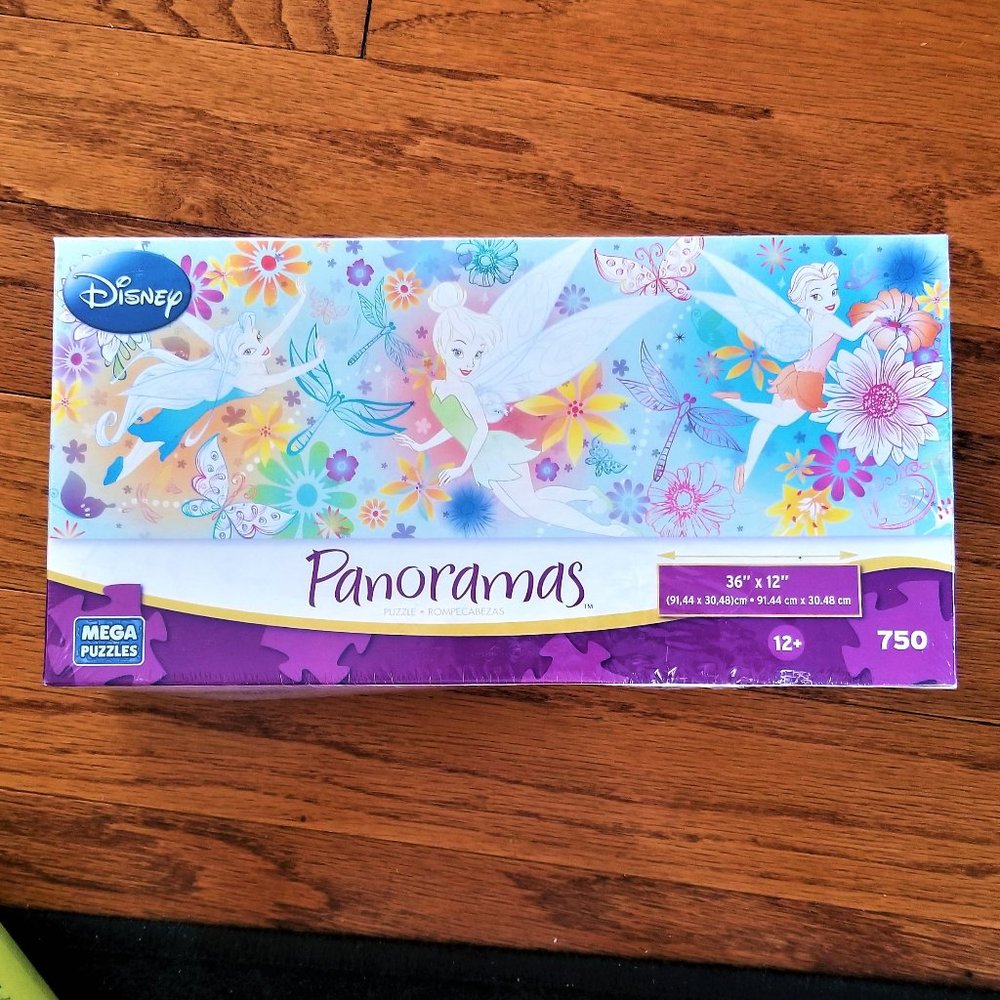 Disney
Panoramas™
PUZZLE • ROMPECABEZAS
36" x 12"
(91,44 x 30,48)cm • 91.44 cm x 30.48 cm
MEGA
PUZZLES
12+
750